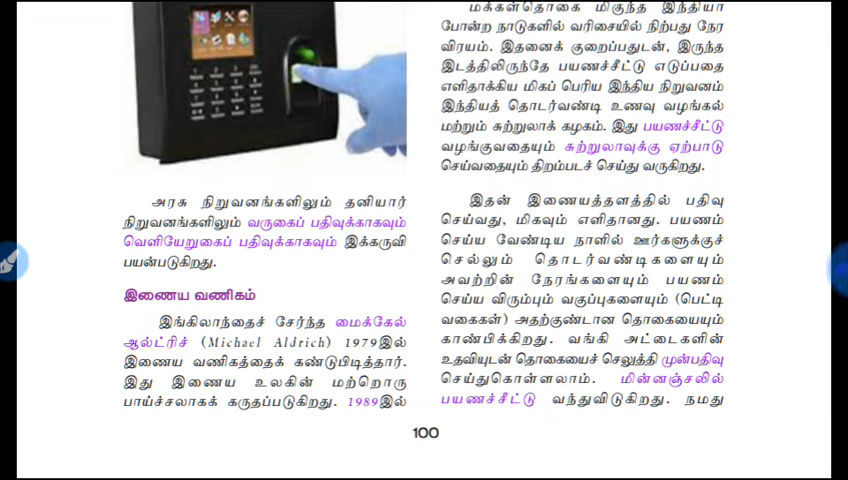 அரசு நிறுவனங்களிலும் தனியார்
நிறுவனங்களிலும் வருகைப் பதிவுக்காகவும்
வெளியேறுகைப் பதிவுக்காகவும் இக்கருவி
பயன்படுகிறது.
இணைய வணிகம்
இங்கிலாந்தைச் சேர்ந்த மைக்கேல்
ஆல்ட்ரிச் (Michael Aldrich) 1979இல்
இணைய வணிகத்தைக் கண்டுபிடித்தார்.
இது இணைய உலகின் மற்றொரு
பாய்ச்சலாகக் கருதப்படுகிறது. 1989இல்
மக்கள்தொகை மிகுந்த இந்தியா
போன்ற நாடுகளில் வரிசையில் நிற்பது நேர
விரயம். இதனைக் குறைப்பதுடன், இருந்த
இடத்திலிருந்தே பயணச்சீட்டு எடுப்பதை
எளிதாக்கிய மிகப் பெரிய இந்திய நிறுவனம்
இந்தியத் தொடர்வண்டி உணவு வழங்கல்
மற்றும் சுற்றுலாக் கழகம். இது பயணச்சீட்டு
வழங்குவதையும் சுற்றுலாவுக்கு ஏற்பாடு
செய்வதையும் திறம்படச் செய்து வருகிறது.
இதன் இணையத்தளத்தில் பதிவு
செய்வது, மிகவும் எளிதானது. பயணம்
செய்ய வேண்டிய நாளில் ஊர்களுக்குச்
செல்லும் தொடர்வண்டிகளையும்
அவற்றின் நேரங்களையும் பயணம்
செய்ய விரும்பும் வகுப்புகளையும் (பெட்டி
வகைகள்) அதற்குண்டான தொகையையும்
காண்பிக்கிறது. வங்கி அட்டைகளின்
உதவியுடன் தொகையைச் செலுத்தி முன்பதிவு
செய்துகொள்ளலாம். மின்னஞ்சலில்
பயணச்சீட்டு வந்துவிடுகிறது. நமது
100